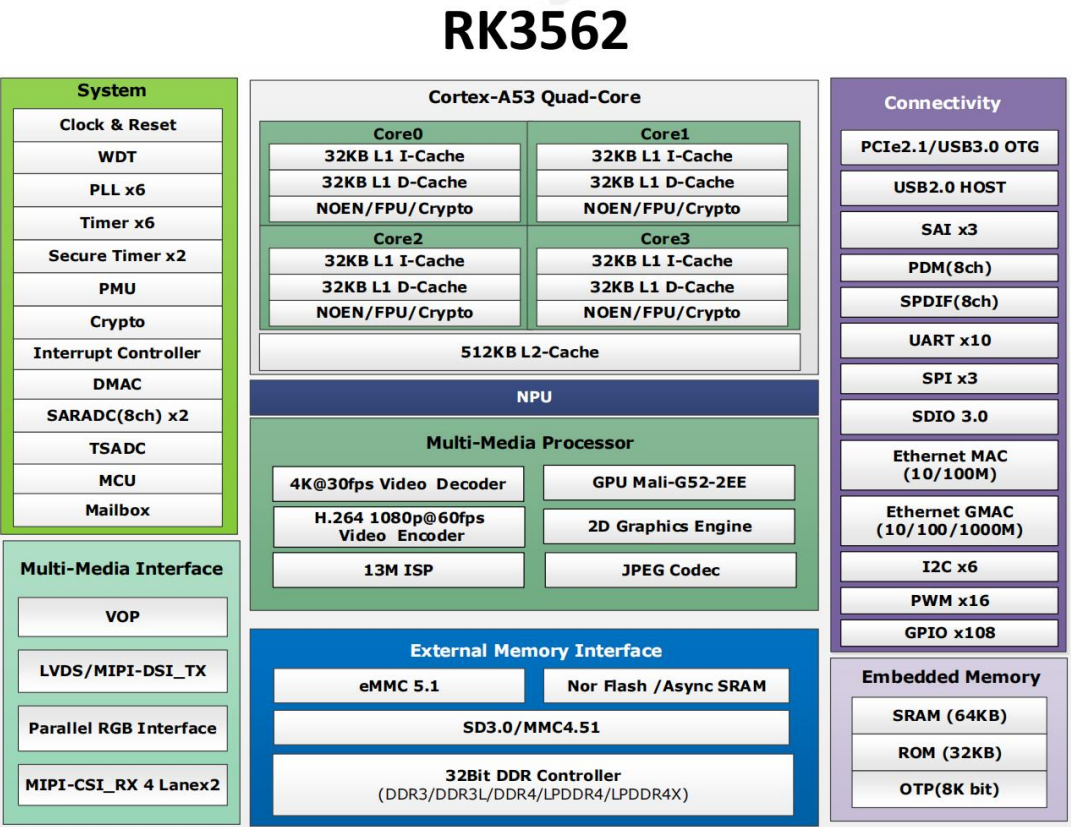 RK3562
System
Clock & Reset
WDT
PLL x6
Timer x6
Secure Timer x2
PMU
Crypto
Interrupt Controller
DMAC
SARADC(8ch) x2
TSADC
MCU
Mailbox
Multi-Media Interface
VOP
LVDS/MIPI-DSI_TX
Parallel RGB Interface
MIPI-CSI_RX 4 Lanex2
Cortex-A53 Quad-Core
Core0
32KB L1 I-Cache
32KB L1 D-Cache
NOEN/FPU/Crypto
Core1
32KB L1 I-Cache
32KB L1 D-Cache
NOEN/FPU/Crypto
Core2
32KB L1 I-Cache
32KB L1 D-Cache
NOEN/FPU/Crypto
Core3
32KB L1 I-Cache
32KB L1 D-Cache
NOEN/FPU/Crypto
512KB L2-Cache
NPU
Multi-Media Processor
4K@30fps Video Decoder
GPU Mali-G52-2EE
H.264 1080p@60fps
Video Encoder
2D Graphics Engine
13M ISP
JPEG Codec
External Memory Interface
eMMC 5.1
Nor Flash /Async SRAM
SD3.0/MMC4.51
32Bit DDR Controller
(DDR3/DDR3L/DDR4/LPDDR4/LPDDR4X)
Connectivity
PCIe2.1/USB3.0 OTG
USB2.0 HOST
SAI x3
PDM(8ch)
SPDIF(8ch)
UART x10
SPI x3
SDIO 3.0
Ethernet MAC
(10/100M)
Ethernet GMAC
(10/100/1000M)
I2C x6
PWM x16
GPIO x108
Embedded Memory
SRAM (64KB)
ROM (32KB)
OTP(8K bit)